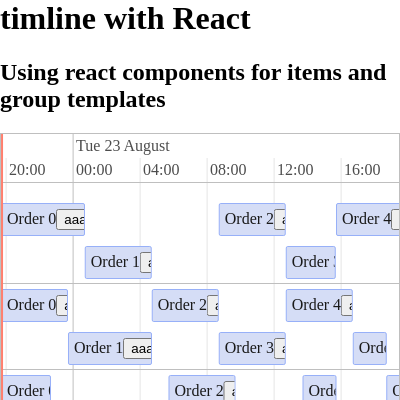 timline with React
Using react components for items and
group templates
Tue 23 August
20:00 00:00 04:00 08:00 12:00 16:00
Order 0 aaa Order 2 Order 4
Order 1 Order
Order 0 Order 2 Order 4
Order 1 aaa Order 3
Order Order 2